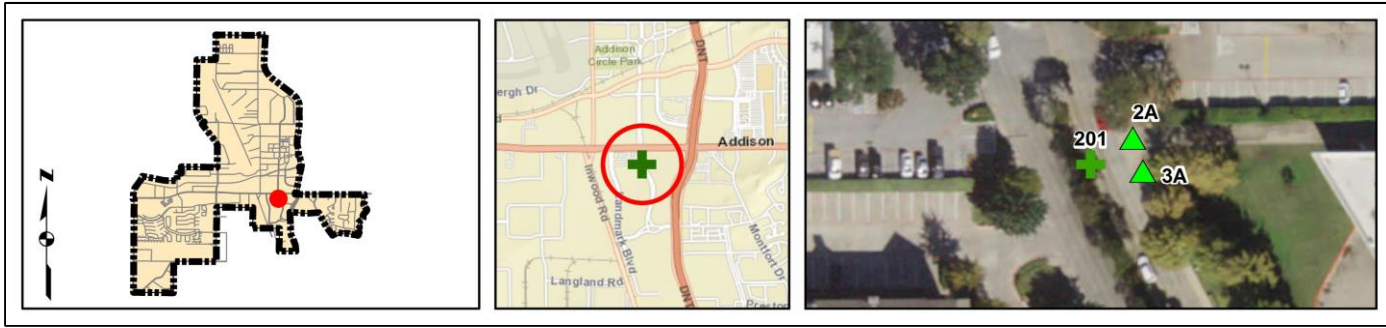 N
Addison
Circle Park
DNT
ergh Dr
Addison
Inwood Rd
Landmark Blvd
Montfort Dr
Langland Rd
DNT
Preston
201
2A
3A